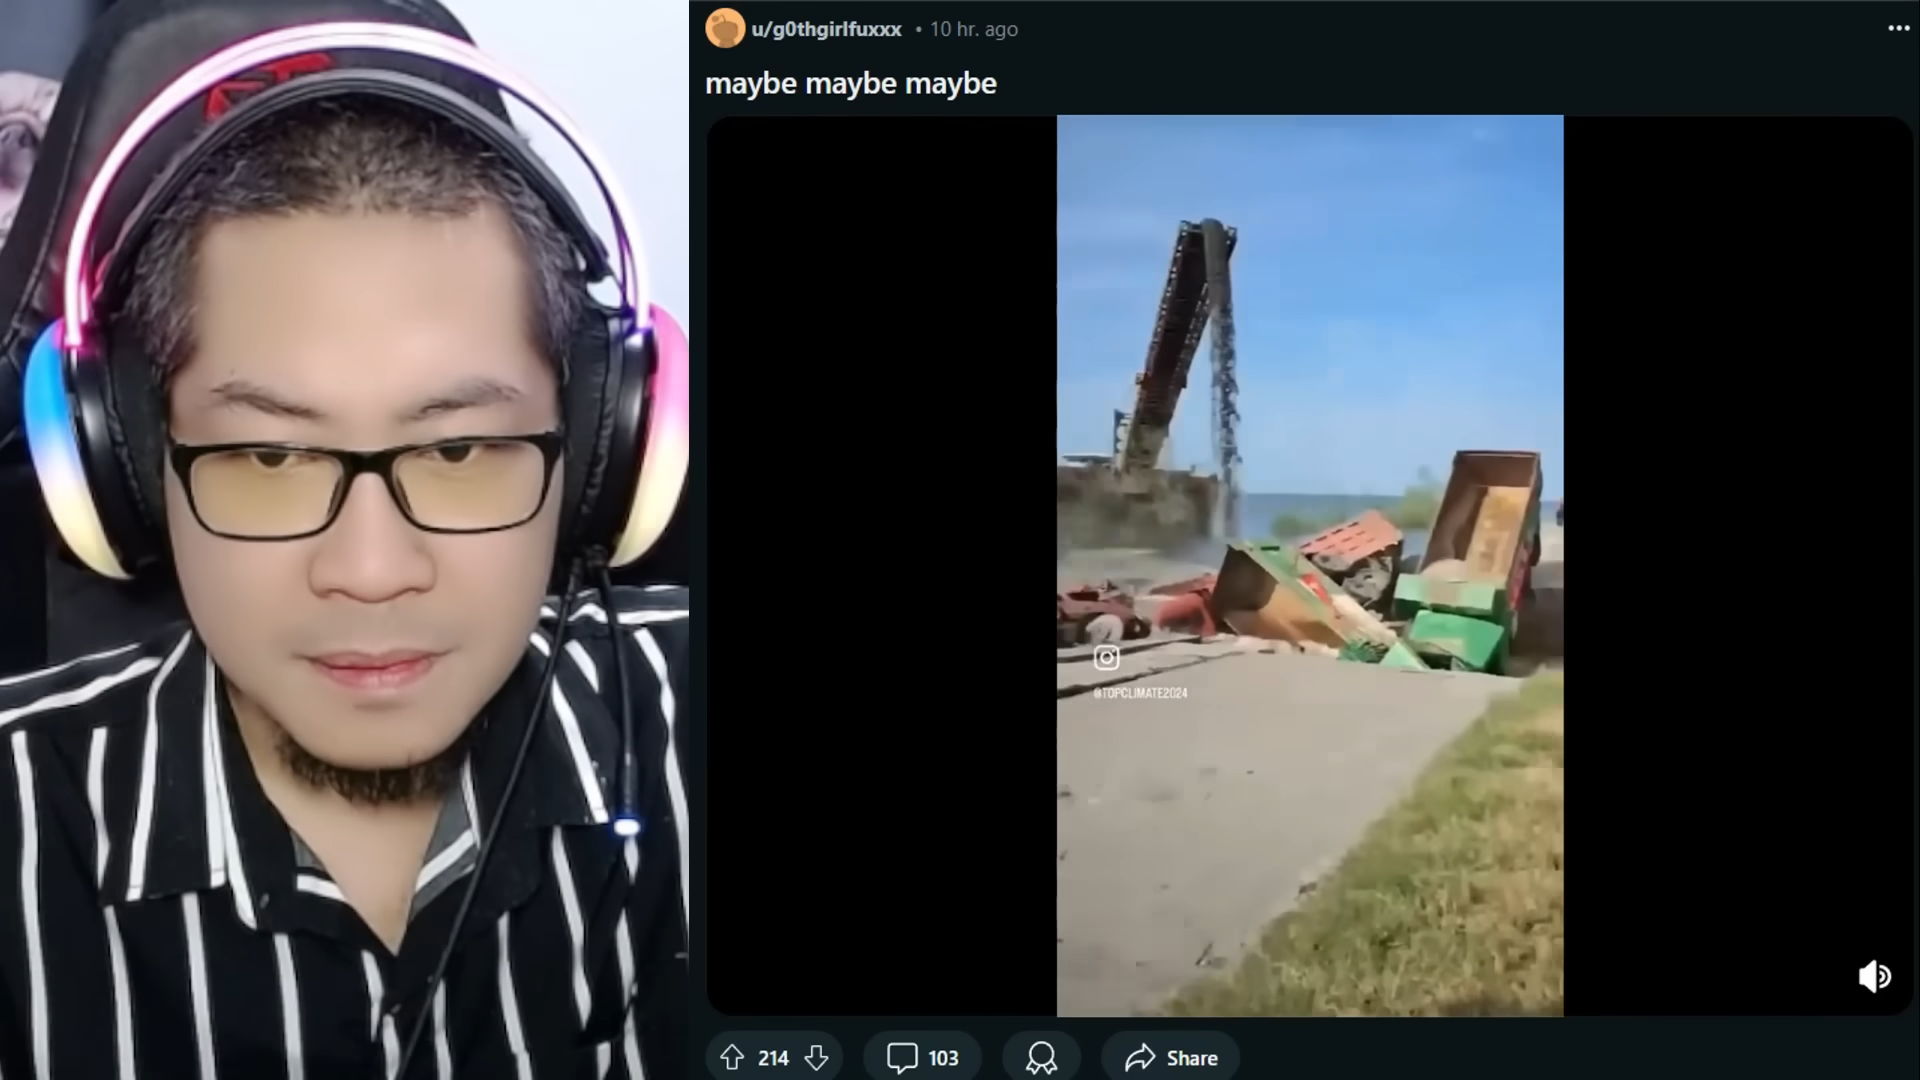 u/g0thgirlfuxxx • 10 hr. ago
maybe maybe maybe
@TOPCLIMATE2024
214
103
Share